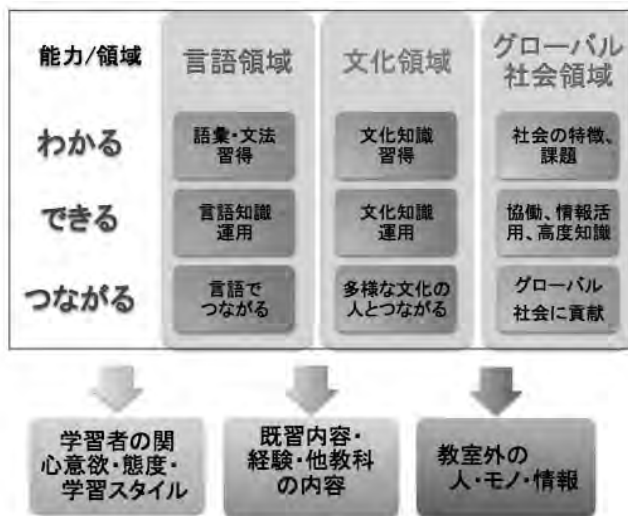 能力/領域
言語領域
文化領域
グローバル
社会領域
わかる
語彙・文法
習得
文化知識
習得
社会の特徴、
課題
できる
言語知識
運用
文化知識
運用
協働、情報活
用、高度知識
つながる
言語で
つながる
多様な文化の
人とつながる
グローバル
社会に貢献
学習者の関
心意欲・態度・
学習スタイル
既習内容・
経験・他教科
の内容
教室外の
人・モノ・情報